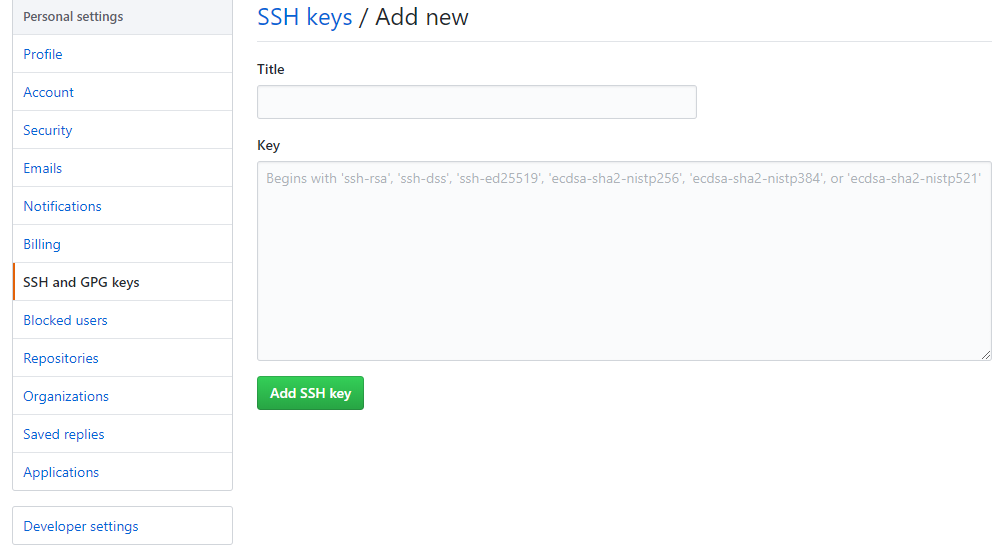 Personal settings
Profile
Account
Security
Emails
Notifications
Billing
SSH and GPG keys
Blocked users
Repositories
Organizations
Saved replies
Applications
Developer settings
SSH keys / Add new
Title
Key
Begins with 'ssh-rsa', 'ssh-dss', 'ssh-ed25519', 'ecdsa-sha2-nistp256', 'ecdsa-sha2-nistp384', or 'ecdsa-sha2-nistp521'
Add SSH key